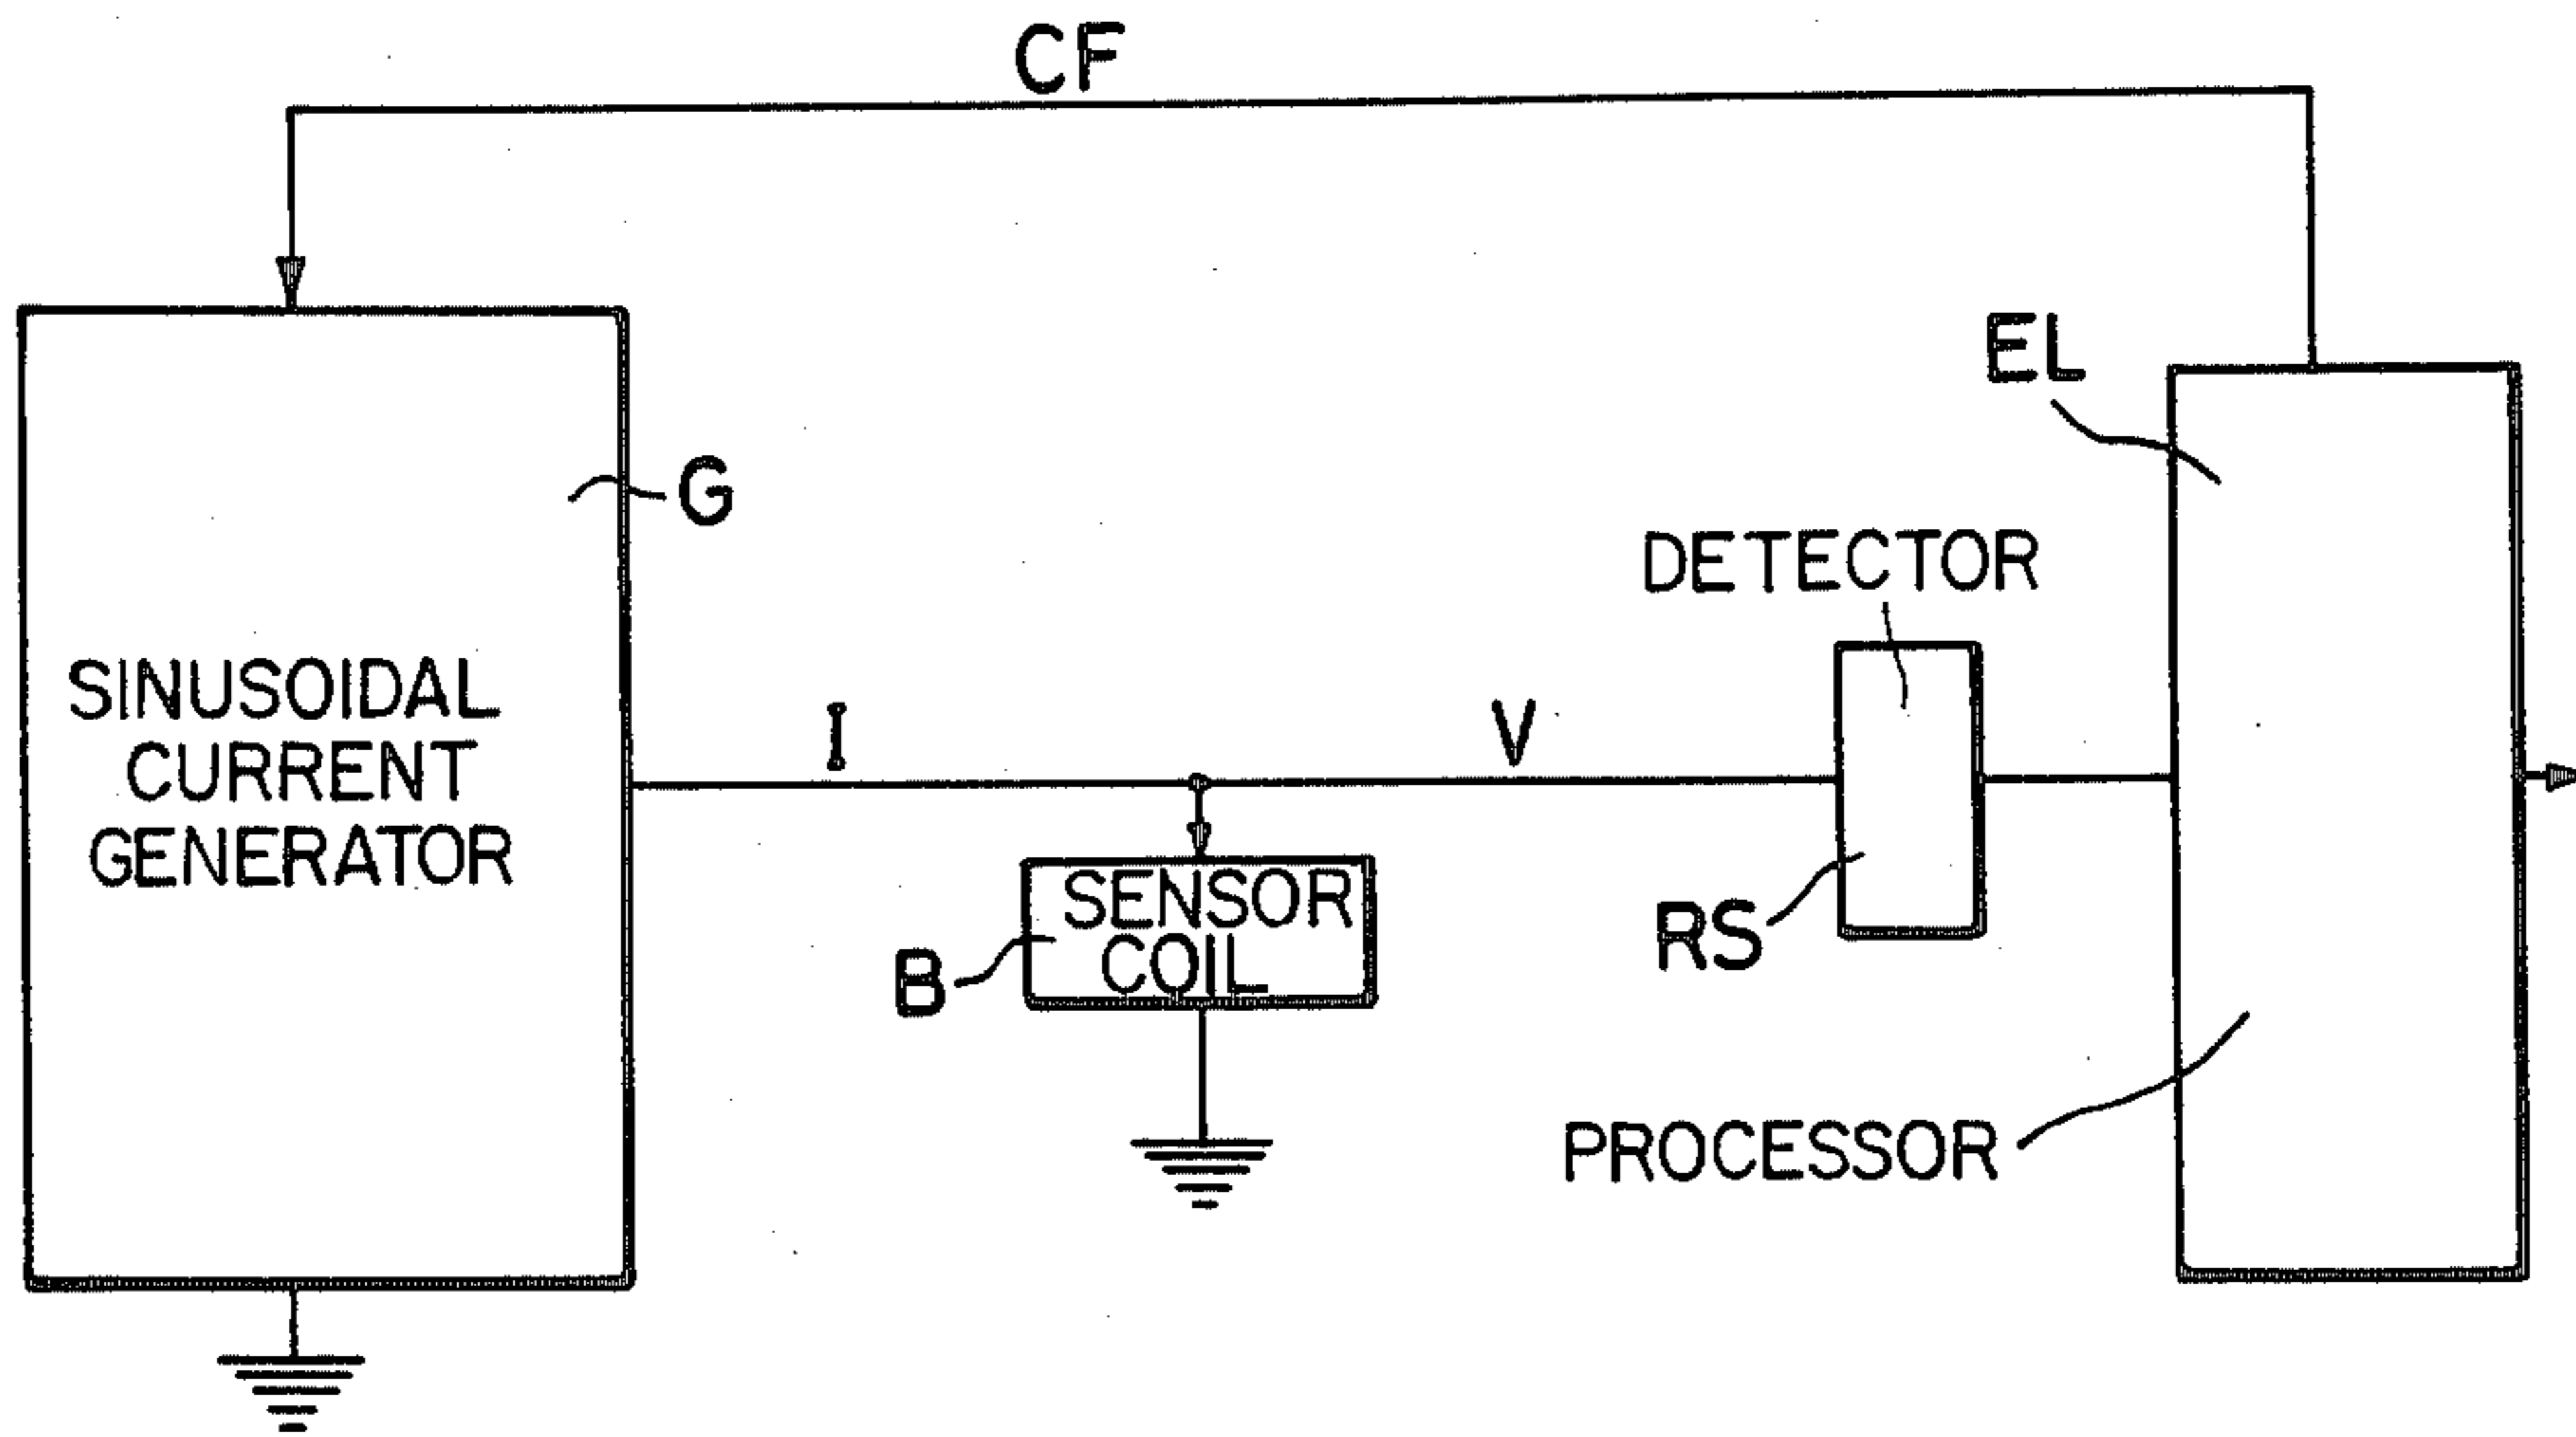 CF
EL
G
DETECTOR
SINUSOIDAL
CURRENT
GENERATOR
I
V
SENSOR
COIL
B
RS
PROCESSOR